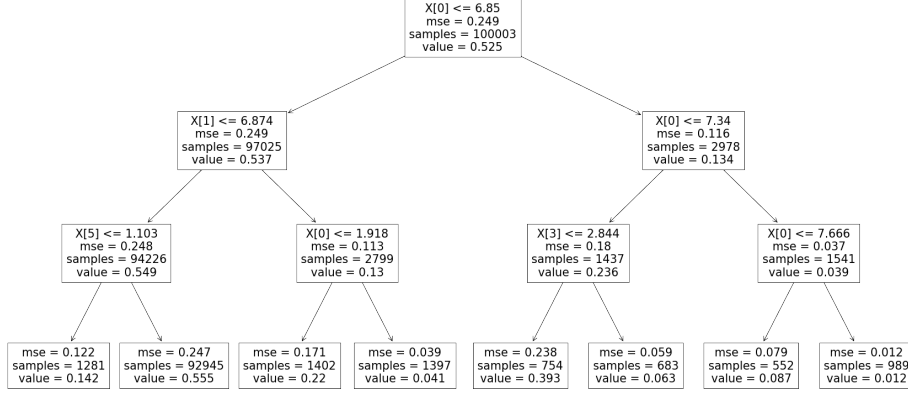 X[0] <= 6.85
mse = 0.249
samples = 100003
value = 0.525
X[1] <= 6.874
mse = 0.249
samples = 97025
value = 0.537
X[0] <= 7.34
mse = 0.116
samples = 2978
value = 0.134
X[5] <= 1.103
mse = 0.248
samples = 94226
value = 0.549
X[0] <= 1.918
mse = 0.113
samples = 2799
value = 0.13
X[3] <= 2.844
mse = 0.18
samples = 1437
value = 0.236
X[0] <= 7.666
mse = 0.037
samples = 1541
value = 0.039
mse = 0.122
samples = 1281
value = 0.142
mse = 0.247
samples = 92945
value = 0.555
mse = 0.171
samples = 1402
value = 0.22
mse = 0.039
samples = 1397
value = 0.041
mse = 0.238
samples = 754
value = 0.393
mse = 0.059
samples = 683
value = 0.063
mse = 0.079
samples = 552
value = 0.087
mse = 0.012
samples = 989
value = 0.012